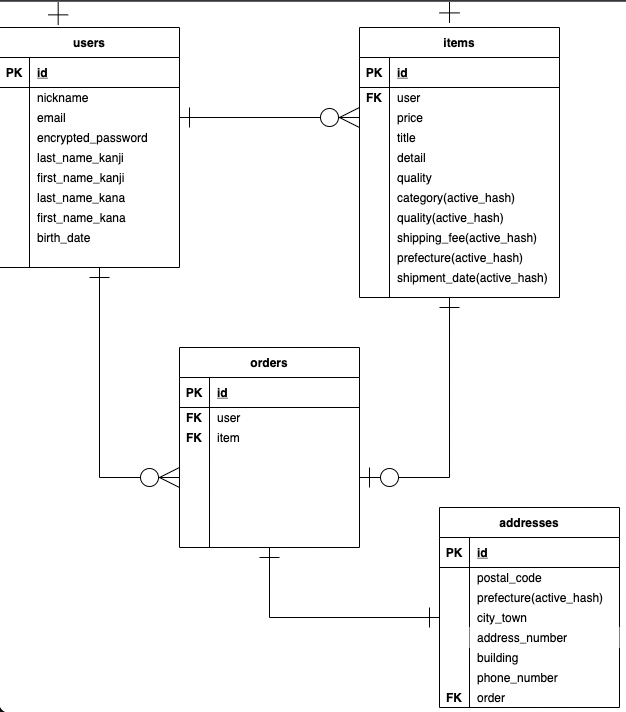 users
PK id
nickname
email
encrypted_password
last_name_kanji
first_name_kanji
last_name_kana
first_name_kana
birth_date
items
PK id
FK user
price
title
detail
quality
category(active_hash)
quality(active_hash)
shipping_fee(active_hash)
prefecture(active_hash)
shipment_date(active_hash)
orders
PK id
FK user
FK item
addresses
PK id
postal_code
prefecture(active_hash)
city_town
address_number
building
phone_number
FK order